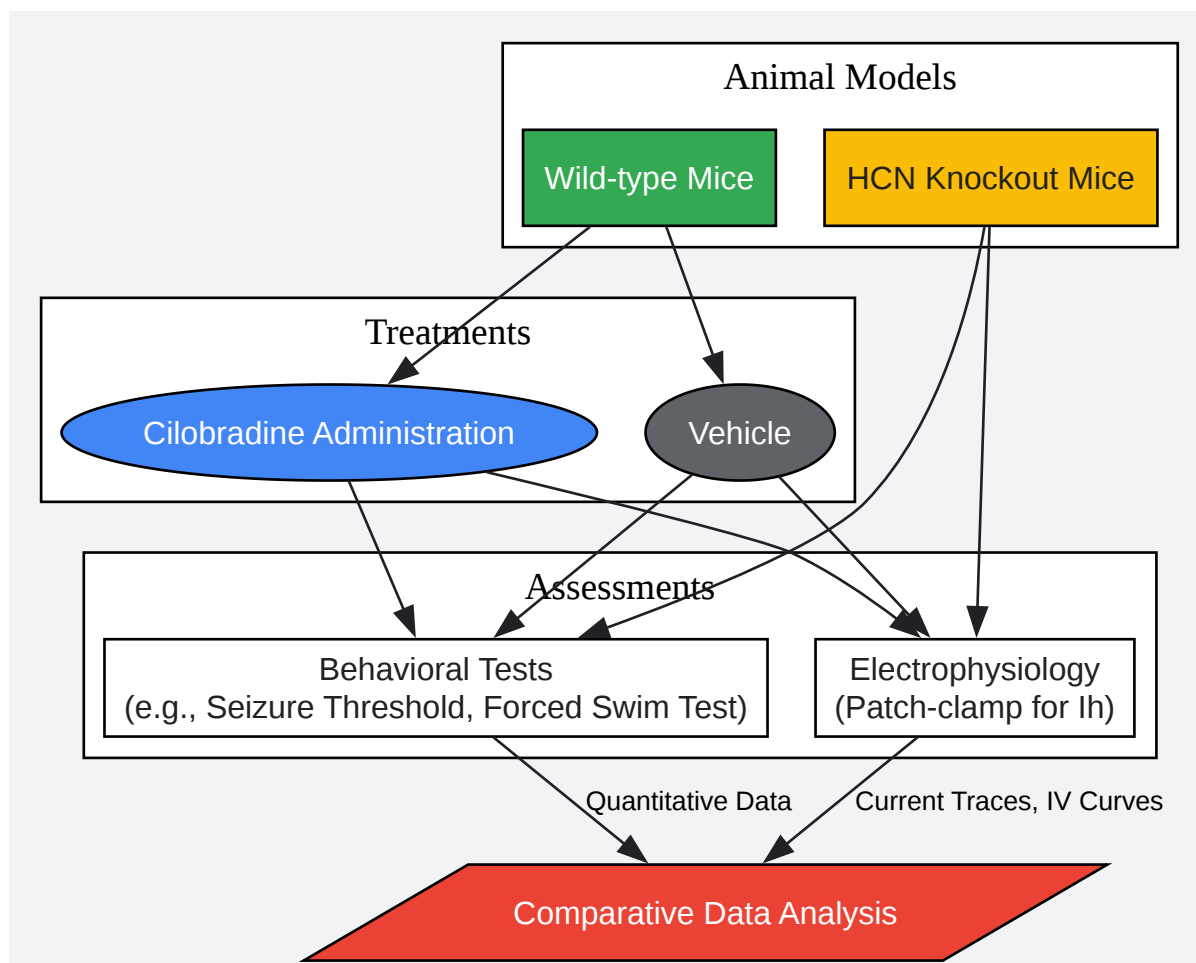 Animal Models
Wild-type Mice
HCN Knockout Mice
Treatments
Cilobradine Administration
Vehicle
Assessments
Behavioral Tests
(e.g., Seizure Threshold, Forced Swim Test)
Electrophysiology
(Patch-clamp for Ih)
Quantitative Data
Current Traces, IV Curves
Comparative Data Analysis